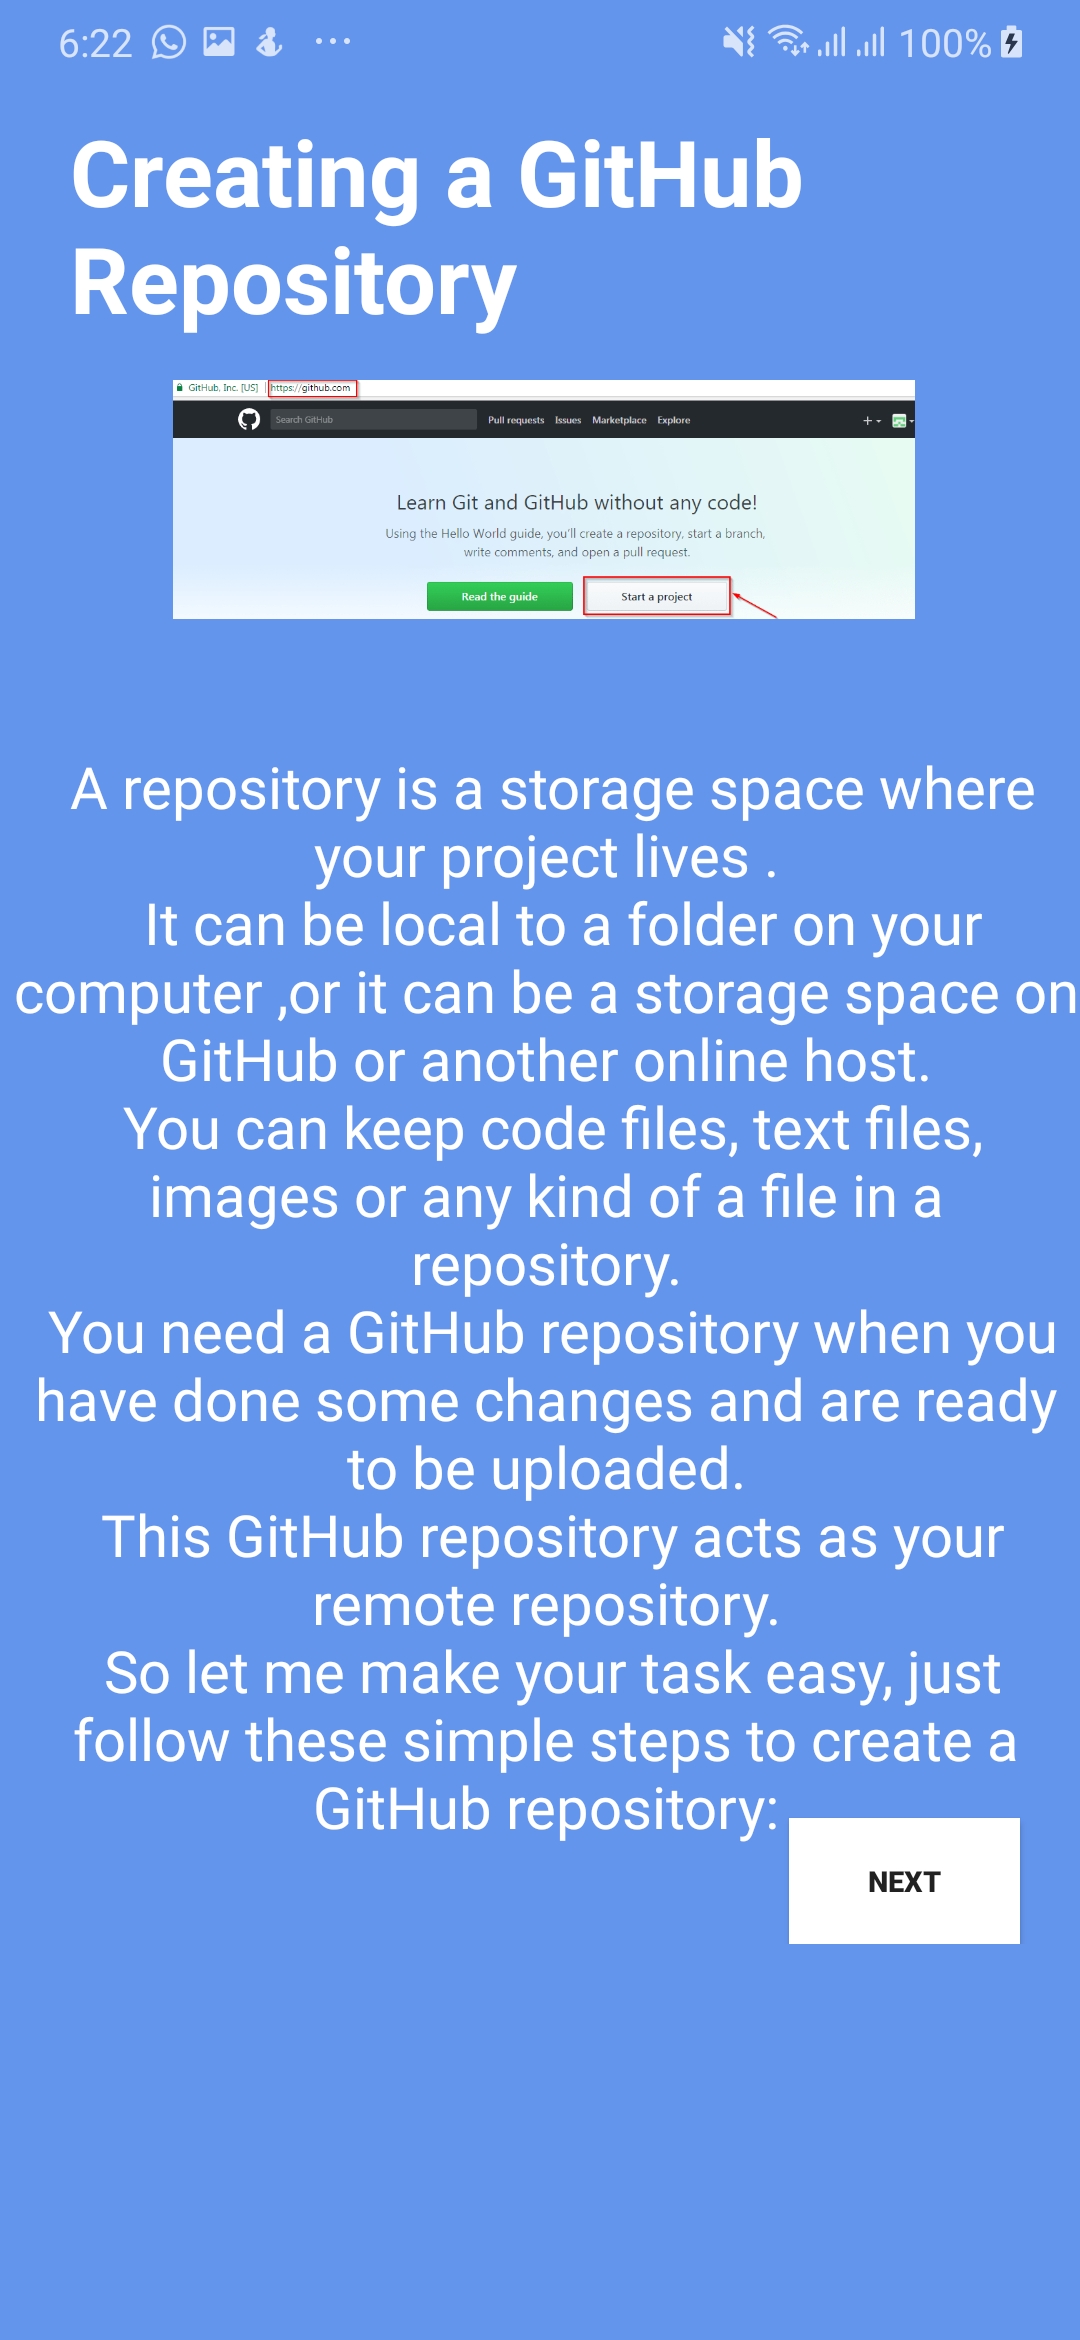 6:22
100%
Creating a GitHub
Repository
GitHub, Inc. [US] https://github.com
Search GitHub Pull requests Issues Marketplace Explore
Learn Git and GitHub without any code!
Using the Hello World guide, you'll create a repository, start a branch,
write comments, and open a pull request.
Read the guide Start a project
A repository is a storage space where
your project lives .
It can be local to a folder on your
computer ,or it can be a storage space on
GitHub or another online host.
You can keep code files, text files,
images or any kind of a file in a
repository.
You need a GitHub repository when you
have done some changes and are ready
to be uploaded.
This GitHub repository acts as your
remote repository.
So let me make your task easy, just
follow these simple steps to create a
GitHub repository:
NEXT